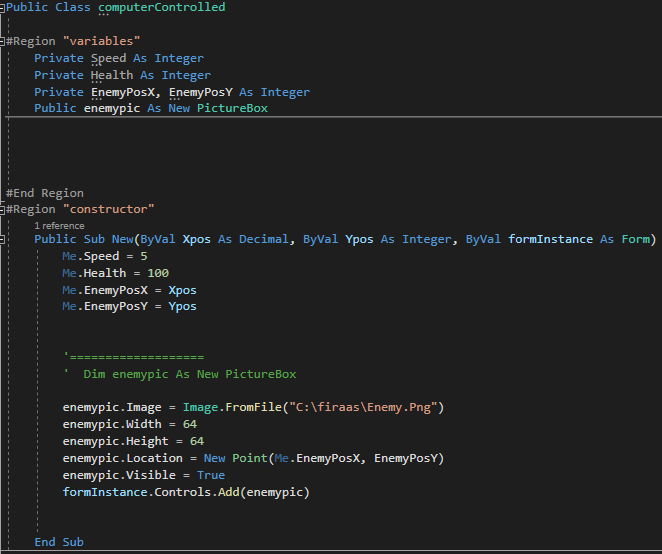 Public Class computerControlled
#Region "variables"
Private Speed As Integer
Private Health As Integer
Private EnemyPosX, EnemyPosY As Integer
Public enemypic As New PictureBox
#End Region
#Region "constructor"
1 reference
Public Sub New(ByVal Xpos As Decimal, ByVal Ypos As Integer, ByVal formInstance As Form)
Me.Speed = 5
Me.Health = 100
Me.EnemyPosX = Xpos
Me.EnemyPosY = Ypos
'===================
' Dim enemypic As New PictureBox
enemypic.Image = Image.FromFile("C:\firaas\Enemy.Png")
enemypic.Width = 64
enemypic.Height = 64
enemypic.Location = New Point(Me.EnemyPosX, EnemyPosY)
enemypic.Visible = True
formInstance.Controls.Add(enemypic)
End Sub